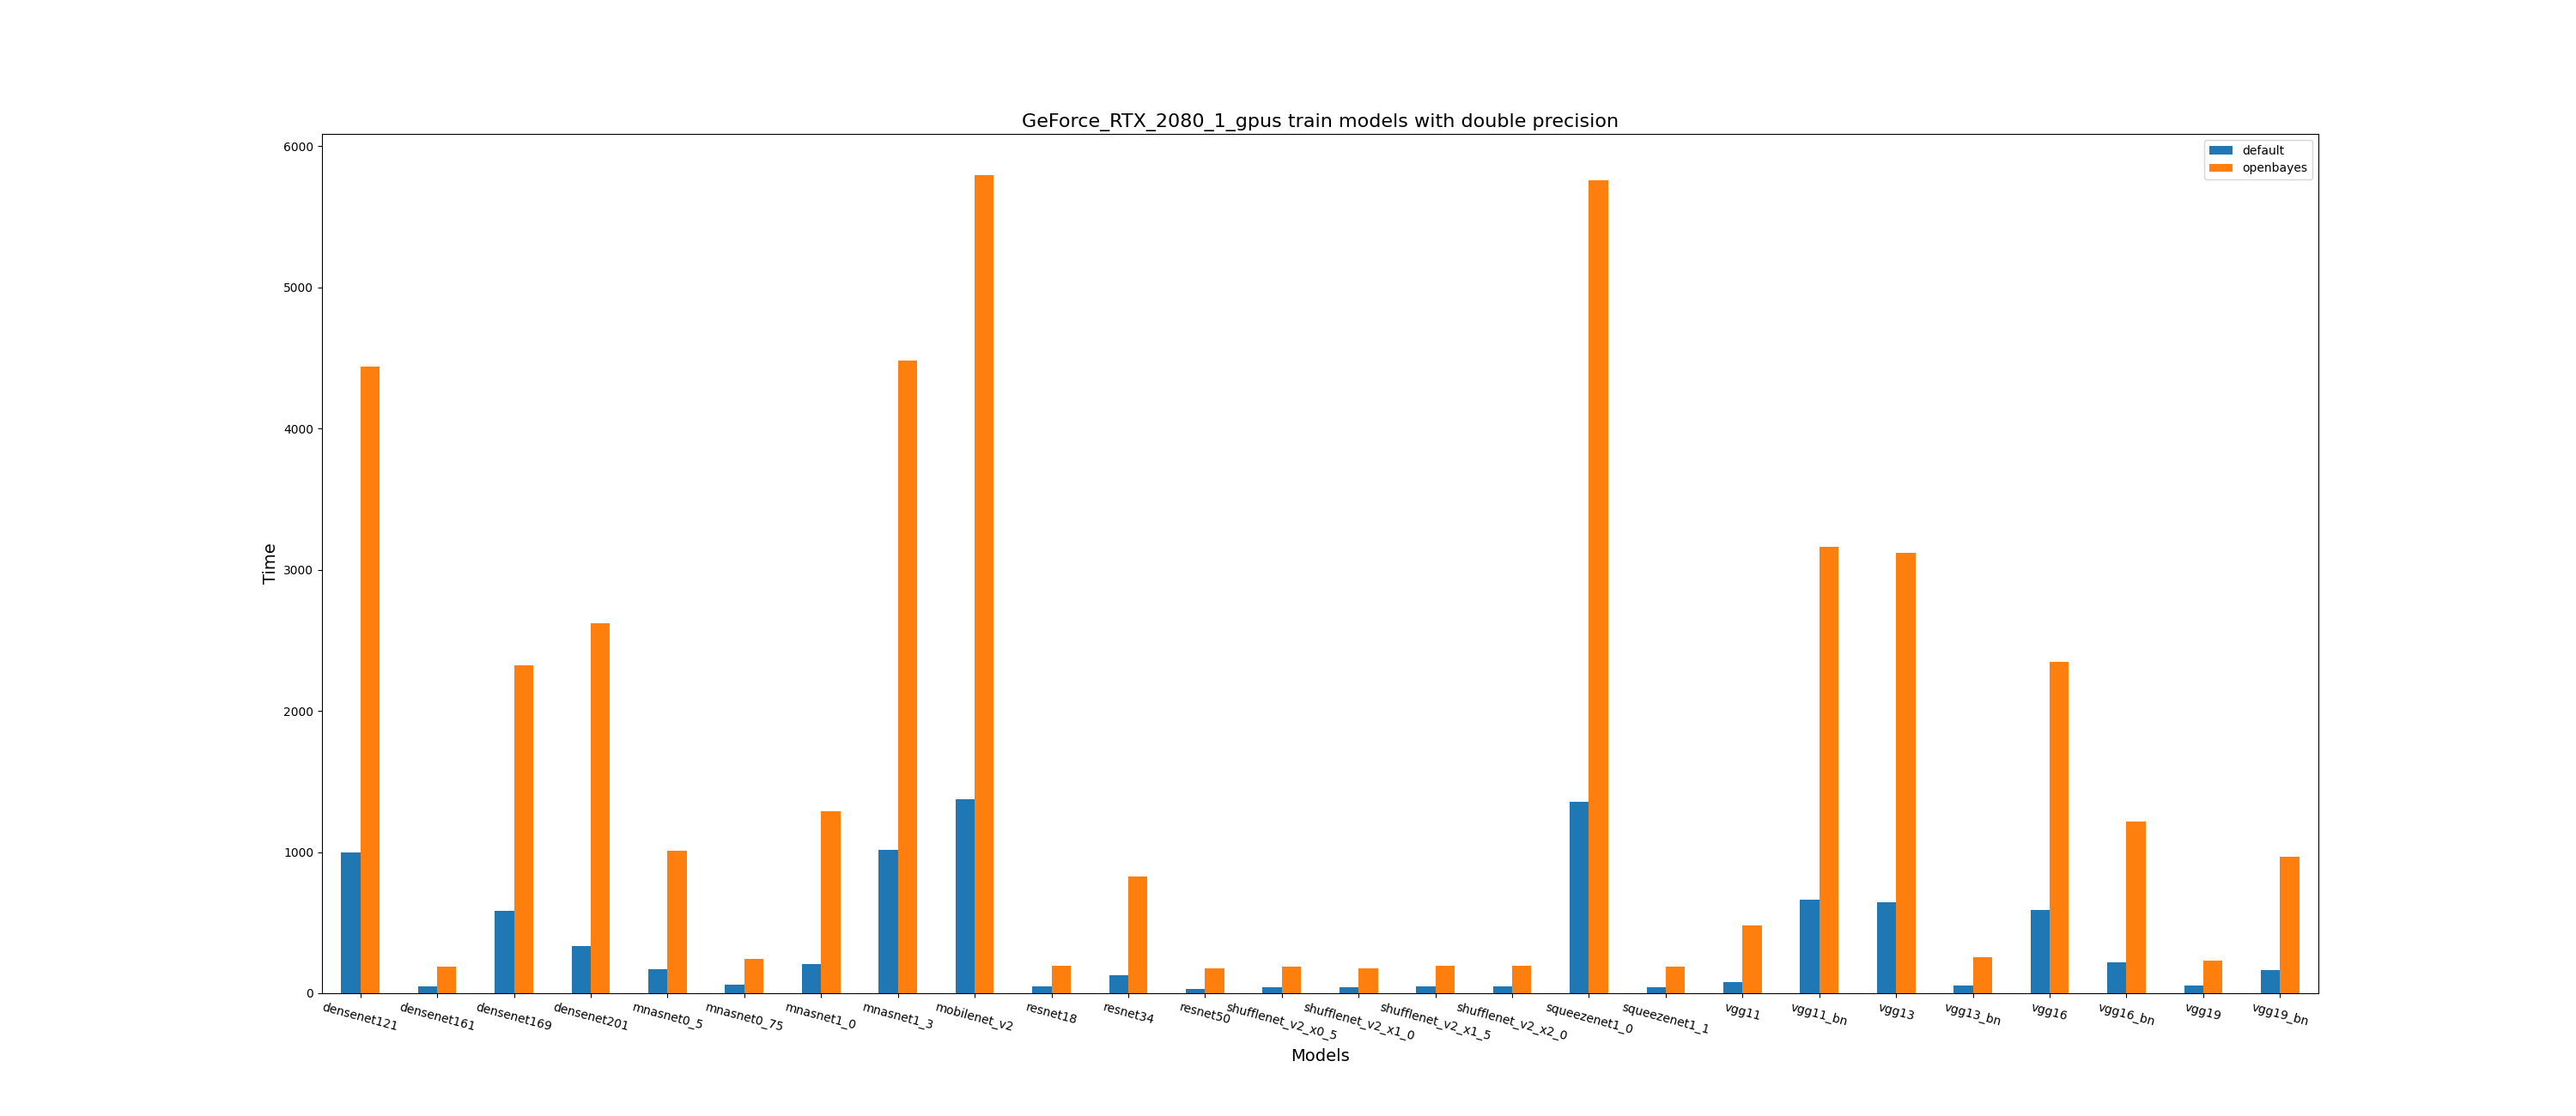 GeForce_RTX_2080_1_gpus train models with double precision
default
openbayes
6000
5000
4000
3000
2000
1000
0
Time
densenet121
densenet161
densenet169
densenet201
mnasnet0_5
mnasnet0_75
mnasnet1_0
mnasnet1_3
mobilenet_v2
resnet18
resnet34
resnet50
shufflenet_v2_x0_5
shufflenet_v2_x1_0
shufflenet_v2_x1_5
shufflenet_v2_x2_0
squeezenet1_0
squeezenet1_1
vgg11
vgg11_bn
vgg13
vgg13_bn
vgg16
vgg16_bn
vgg19
vgg19_bn
Models